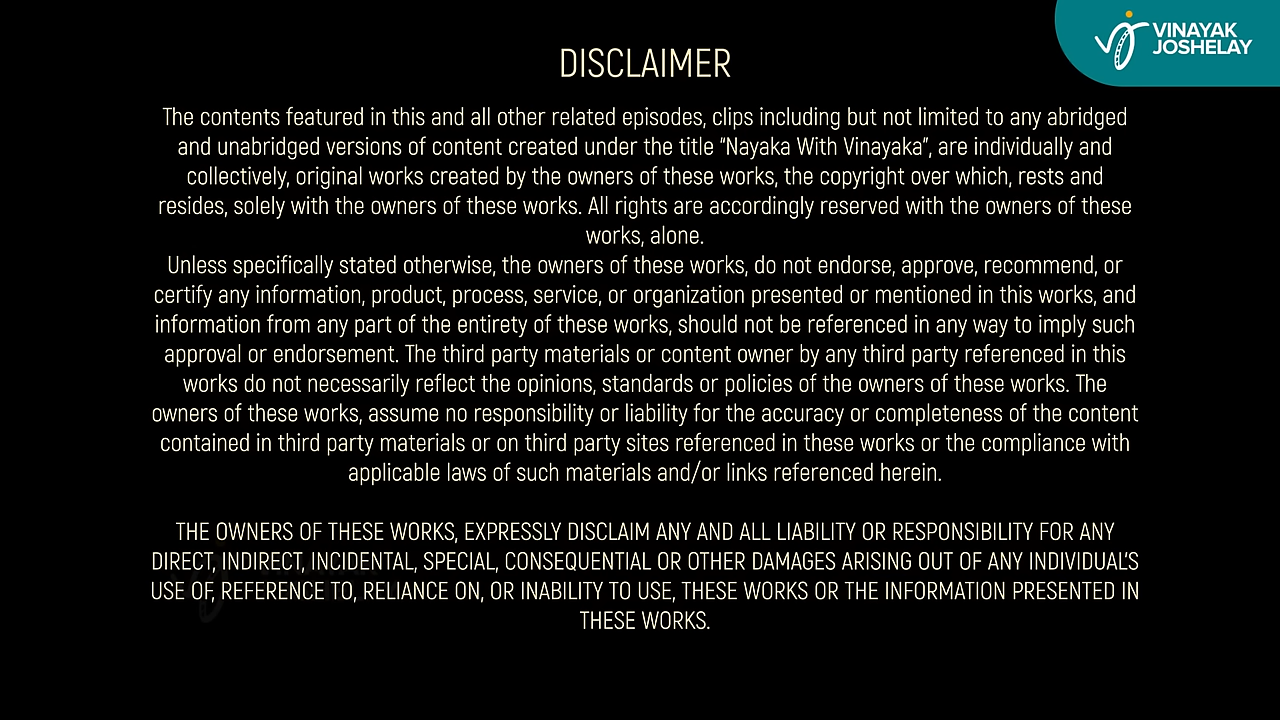 VINAYAK
JOSHELAY
DISCLAIMER
The contents featured in this and all other related episodes, clips including but not limited to any abridged
and unabridged versions of content created under the title “Nayaka With Vinayaka”, are individually and
collectively, original works created by the owners of these works, the copyright over which, rests and
resides, solely with the owners of these works. All rights are accordingly reserved with the owners of these
works, alone.
Unless specifically stated otherwise, the owners of these works, do not endorse, approve, recommend, or
certify any information, product, process, service, or organization presented or mentioned in this works, and
information from any part of the entirety of these works, should not be referenced in any way to imply such
approval or endorsement. The third party materials or content owner by any third party referenced in this
works do not necessarily reflect the opinions, standards or policies of the owners of these works. The
owners of these works, assume no responsibility or liability for the accuracy or completeness of the content
contained in third party materials or on third party sites referenced in these works or the compliance with
applicable laws of such materials and/or links referenced herein.
THE OWNERS OF THESE WORKS, EXPRESSLY DISCLAIM ANY AND ALL LIABILITY OR RESPONSIBILITY FOR ANY
DIRECT, INDIRECT, INCIDENTAL, SPECIAL, CONSEQUENTIAL OR OTHER DAMAGES ARISING OUT OF ANY INDIVIDUAL'S
USE OF, REFERENCE TO, RELIANCE ON, OR INABILITY TO USE, THESE WORKS OR THE INFORMATION PRESENTED IN
THESE WORKS.